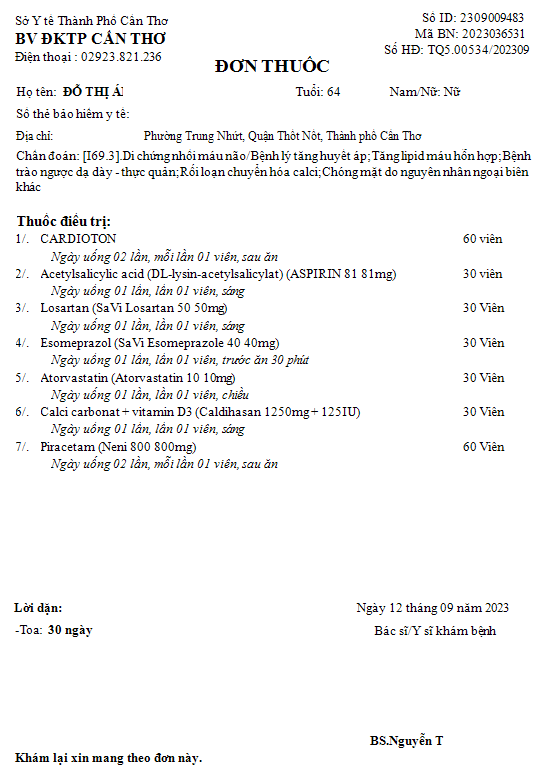 Sở Y tế Thành Phố Cần Thơ
BV ĐKTP CẦN THƠ
Điện thoại : 02923.821.236
Số ID: 2309009483
Mã BN: 2023036531
Số HĐ: TQ5.00534/202309
ĐƠN THUỐC
Họ tên: ĐỖ THỊ Á Tuổi: 64 Nam/Nữ: Nữ
Số thẻ bảo hiểm y tế:
Địa chỉ: Phường Trung Nhứt, Quận Thốt Nốt, Thành phố Cần Thơ
Chẩn đoán: [I69.3].Di chứng nhồi máu não/Bệnh lý tăng huyết áp;Tăng lipid máu hỗn hợp;Bệnh
trào ngược dạ dày - thực quản;Rối loạn chuyển hóa calci;Chóng mặt do nguyên nhân ngoại biên
khác
Thuốc điều trị:
1/. CARDIOTON 60 viên
Ngày uống 02 lần, mỗi lần 01 viên, sau ăn
2/. Acetylsalicylic acid (DL-lysin-acetylsalicylat) (ASPIRIN 81 81mg) 30 viên
Ngày uống 01 lần, lần 01 viên, sáng
3/. Losartan (SaVi Losartan 50 50mg) 30 Viên
Ngày uống 01 lần, lần 01 viên, sáng
4/. Esomeprazol (SaVi Esomeprazole 40 40mg) 30 Viên
Ngày uống 01 lần, lần 01 viên, trước ăn 30 phút
5/. Atorvastatin (Atorvastatin 10 10mg) 30 Viên
Ngày uống 01 lần, lần 01 viên, chiều
6/. Calci carbonat + vitamin D3 (Caldihasan 1250mg + 125IU) 30 Viên
Ngày uống 01 lần, lần 01 viên, sáng
7/. Piracetam (Neni 800 800mg) 60 Viên
Ngày uống 02 lần, mỗi lần 01 viên, sau ăn
Lời dặn:
-Toa: 30 ngày
Ngày 12 tháng 09 năm 2023
Bác sĩ/Y sĩ khám bệnh
BS.Nguyễn T
Khám lại xin mang theo đơn này.